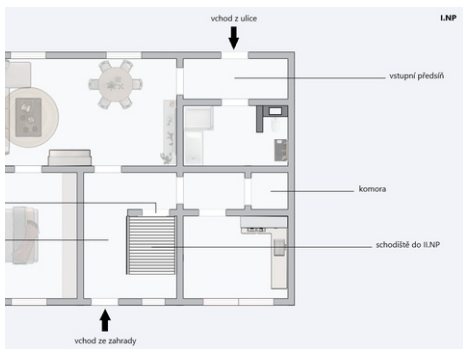 vchod z ulice
I.NP
vstupní předsíň
komora
schodiště do II.NP
vchod ze zahrady